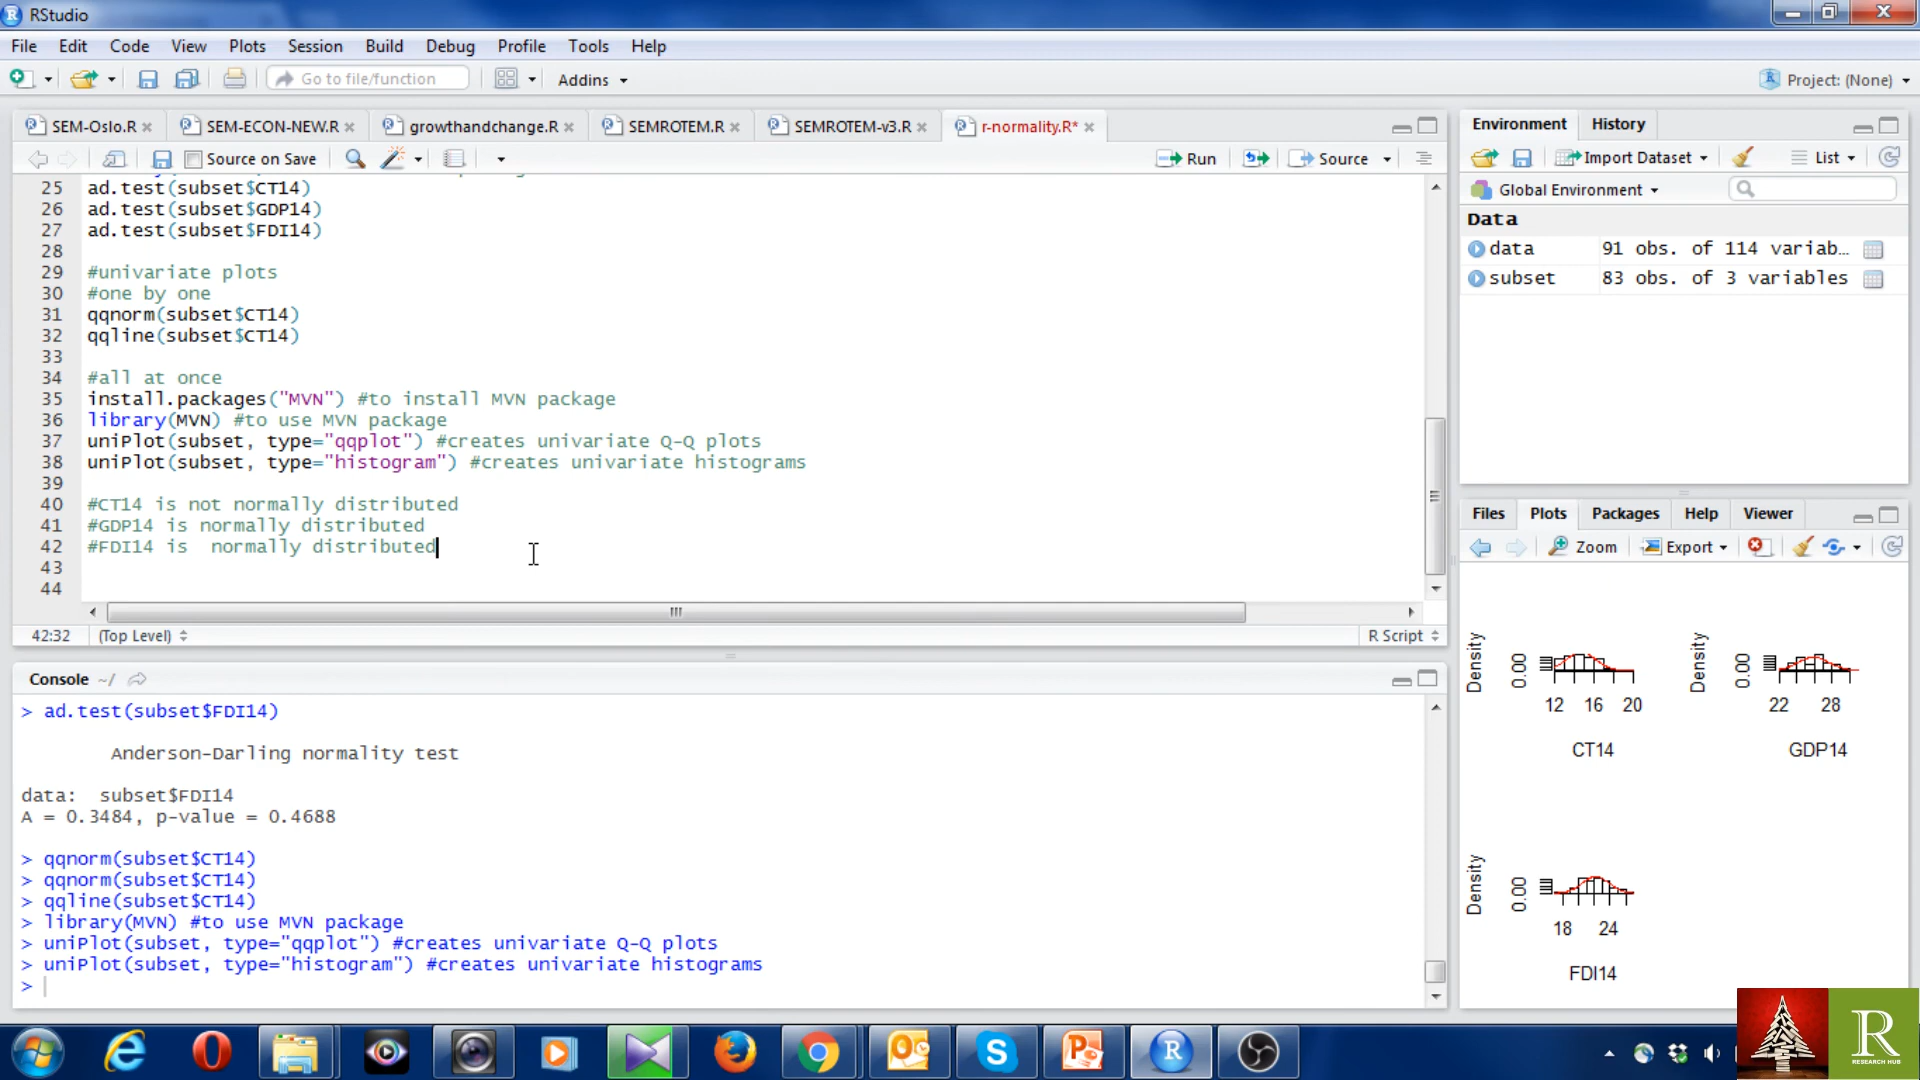 RStudio
File Edit Code View Plots Session Build Debug Profile Tools Help
Go to file/function Addins Project: (None)
SEM-Oslo.R SEM-ECON-NEW.R growthandchange.R SEMROTEM.R SEMROTEM-v3.R r-normality.R*
Source on Save Run Source
25 ad.test(subset$CT14)
26 ad.test(subset$GDP14)
27 ad.test(subset$FDI14)
28
29 #univariate plots
30 #one by one
31 qqnorm(subset$CT14)
32 qqline(subset$CT14)
33
34 #all at once
35 install.packages("MVN") #to install MVN package
36 library(MVN) #to use MVN package
37 uniPlot(subset, type="qqplot") #creates univariate Q-Q plots
38 uniPlot(subset, type="histogram") #creates univariate histograms
39
40 #CT14 is not normally distributed
41 #GDP14 is normally distributed
42 #FDI14 is  normally distributed
43
44
42:32 (Top Level) R Script
Console ~/
> ad.test(subset$FDI14)
Anderson-Darling normality test
data:  subset$FDI14
A = 0.3484, p-value = 0.4688
> qqnorm(subset$CT14)
> qqnorm(subset$CT14)
> qqline(subset$CT14)
> library(MVN) #to use MVN package
> uniPlot(subset, type="qqplot") #creates univariate Q-Q plots
> uniPlot(subset, type="histogram") #creates univariate histograms
>
Environment History
Import Dataset List
Global Environment
Data
data 91 obs. of 114 variab…
subset 83 obs. of 3 variables
Files Plots Packages Help Viewer
Zoom Export
Density 0.00 12 16 20 CT14
Density 0.00 22 28 GDP14
Density 0.00 18 24 FDI14
R
RESEARCH HUB